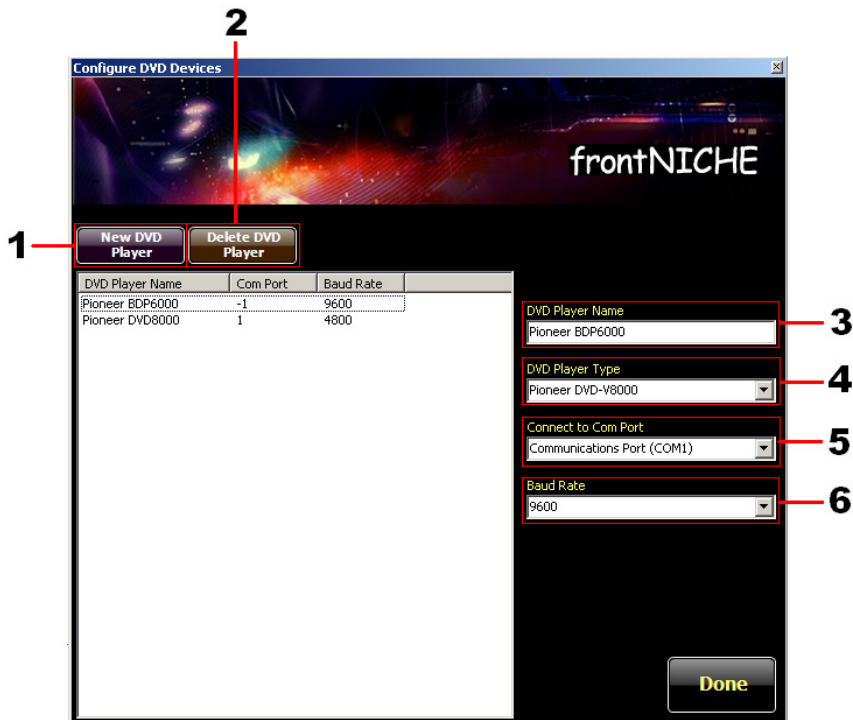 2
Configure DVD Devices
frontNICHE
1
New DVD
Player
Delete DVD
Player
DVD Player Name Com Port Baud Rate
Pioneer BDP6000 -1 9600
Pioneer DVD8000 1 4800
DVD Player Name
Pioneer BDP6000
3
DVD Player Type
Pioneer DVD-V8000
4
Connect to Com Port
Communications Port (COM1)
5
Baud Rate
9600
6
Done